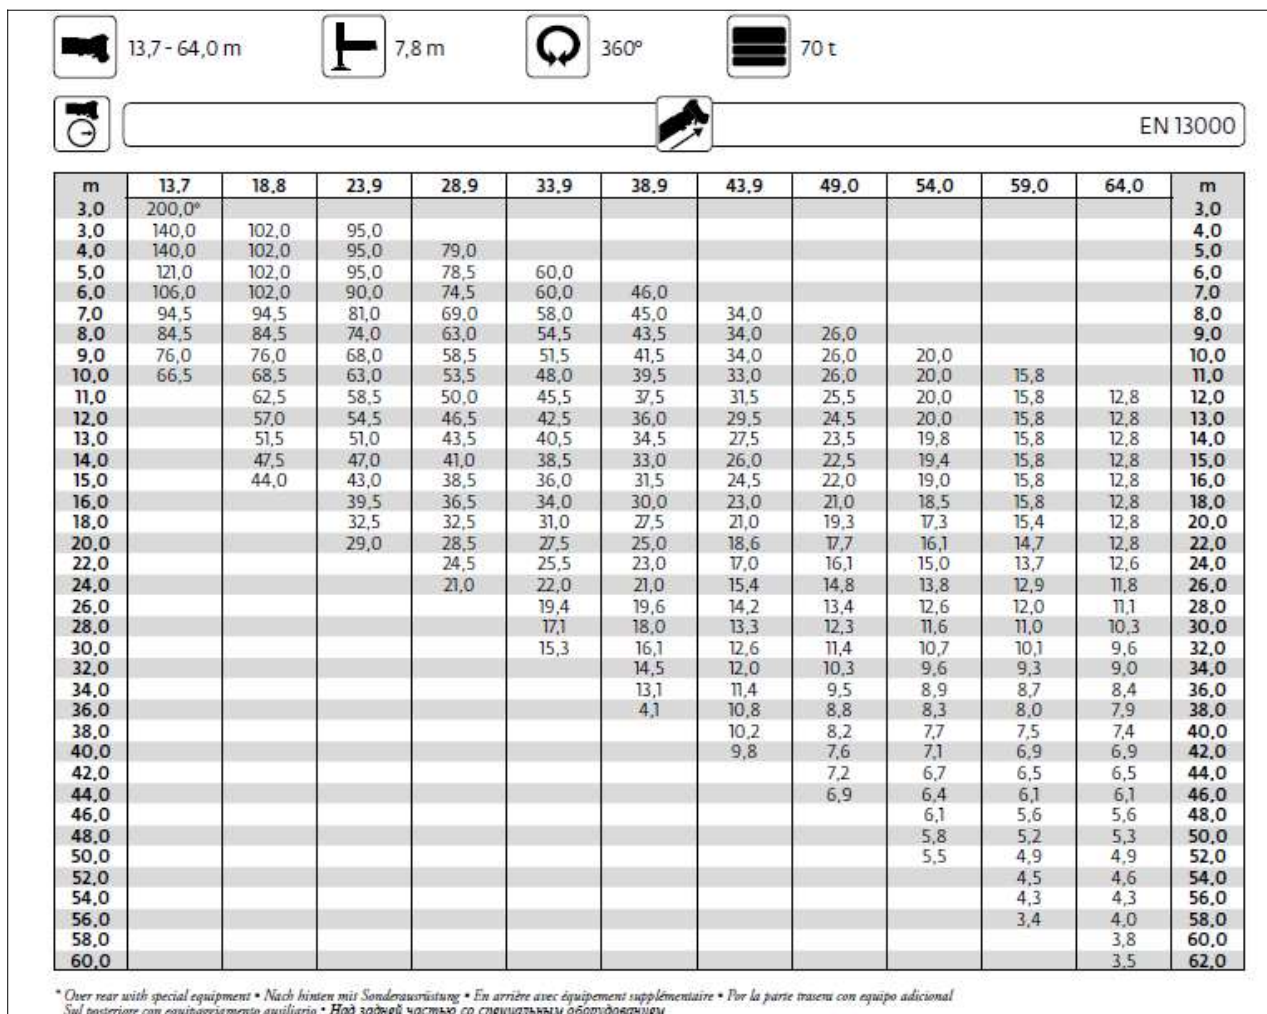 13,7 - 64,0 m 7,8 m 360° 70 t
EN 13000
m 13,7 18,8 23,9 28,9 33,9 38,9 43,9 49,0 54,0 59,0 64,0 m
3,0 200,0* 3,0
3,0 140,0 102,0 95,0 4,0
4,0 140,0 102,0 95,0 79,0 5,0
5,0 121,0 102,0 95,0 78,5 60,0 6,0
6,0 106,0 102,0 90,0 74,5 60,0 46,0 7,0
7,0 94,5 94,5 81,0 69,0 58,0 45,0 34,0 8,0
8,0 84,5 84,5 74,0 63,0 54,5 43,5 34,0 26,0 9,0
9,0 76,0 76,0 68,0 58,5 51,5 41,5 34,0 26,0 20,0 10,0
10,0 66,5 68,5 63,0 53,5 48,0 39,5 33,0 26,0 20,0 15,8 11,0
11,0 62,5 58,5 50,0 45,5 37,5 31,5 25,5 20,0 15,8 12,8 12,0
12,0 57,0 54,5 46,5 42,5 36,0 29,5 24,5 20,0 15,8 12,8 13,0
13,0 51,5 51,0 43,5 40,5 34,5 27,5 23,5 19,8 15,8 12,8 14,0
14,0 47,5 47,0 41,0 38,5 33,0 26,0 22,5 19,4 15,8 12,8 15,0
15,0 44,0 43,0 38,5 36,0 31,5 24,5 22,0 19,0 15,8 12,8 16,0
16,0 39,5 36,5 34,0 30,0 23,0 21,0 18,5 15,8 12,8 18,0
18,0 32,5 32,5 31,0 27,5 21,0 19,3 17,3 15,4 12,8 20,0
20,0 29,0 28,5 27,5 25,0 18,6 17,7 16,1 14,7 12,8 22,0
22,0 24,5 25,5 23,0 17,0 16,1 15,0 13,7 12,6 24,0
24,0 21,0 22,0 21,0 15,4 14,8 13,8 12,9 11,8 26,0
26,0 19,4 19,6 14,2 13,4 12,6 12,0 11,1 28,0
28,0 17,1 18,0 13,3 12,3 11,6 11,0 10,3 30,0
30,0 15,3 16,1 12,6 11,4 10,7 10,1 9,6 32,0
32,0 14,5 12,0 10,3 9,6 9,3 9,0 34,0
34,0 13,1 11,4 9,5 8,9 8,7 8,4 36,0
36,0 4,1 10,8 8,8 8,3 8,0 7,9 38,0
38,0 10,2 8,2 7,7 7,5 7,4 40,0
40,0 9,8 7,6 7,1 6,9 6,9 42,0
42,0 7,2 6,7 6,5 6,5 44,0
44,0 6,9 6,4 6,1 6,1 46,0
46,0 6,1 5,6 5,6 48,0
48,0 5,8 5,2 5,3 50,0
50,0 5,5 4,9 4,9 52,0
52,0 4,5 4,6 54,0
54,0 4,3 4,3 56,0
56,0 3,4 4,0 58,0
58,0 3,8 60,0
60,0 3,5 62,0
* Over rear with special equipment • Nach hinten mit Sonderausrüstung • En arrière avec équipement supplémentaire • Por la parte trasera con equipo adicional
Sul posteriore con equipaggiamento ausiliario • Над задней частью со специальным оборудованием